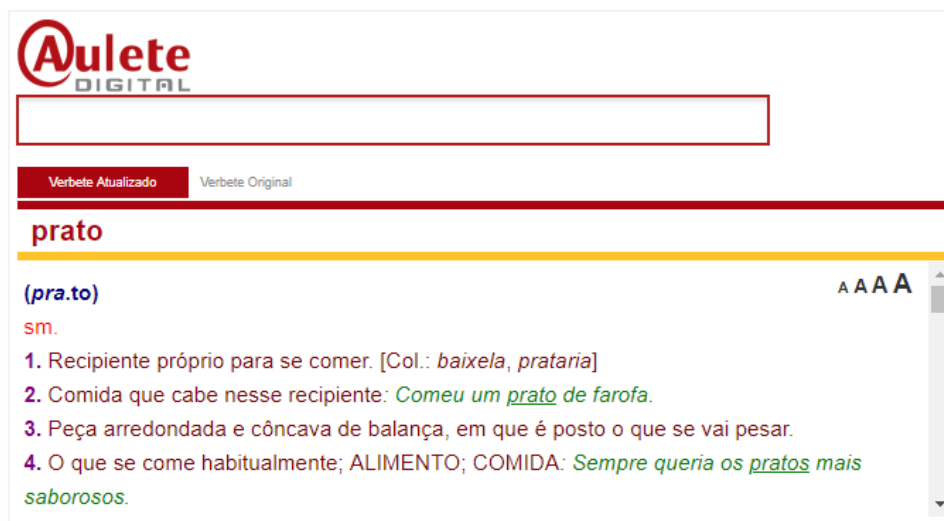 Aulete
DIGITAL
Verbete Atualizado Verbete Original
prato
(pra.to)
A A A A
sm.
1. Recipiente próprio para se comer. [Col.: baixela, prataria]
2. Comida que cabe nesse recipiente: Comeu um prato de farofa.
3. Peça arredondada e côncava de balança, em que é posto o que se vai pesar.
4. O que se come habitualmente; ALIMENTO; COMIDA: Sempre queria os pratos mais
saborosos.